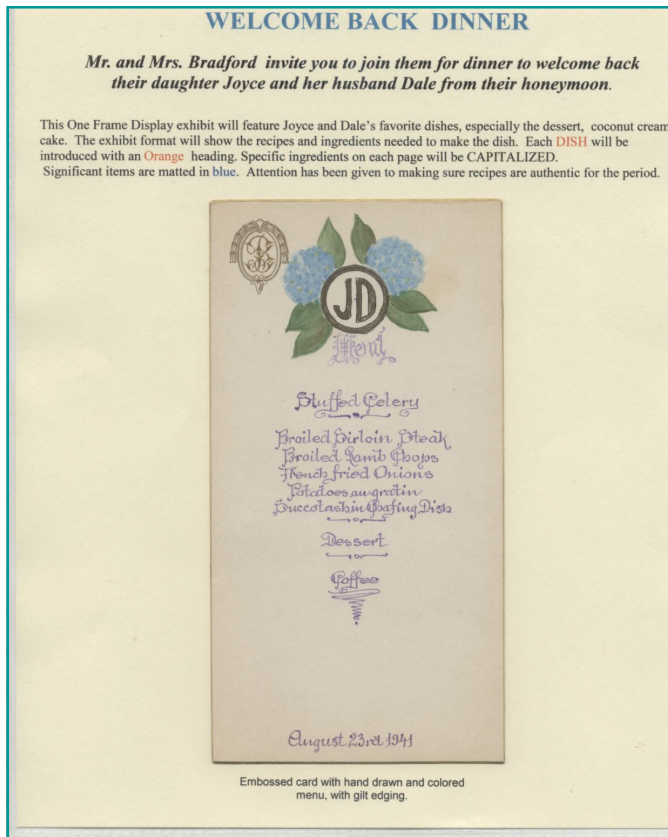 WELCOME BACK DINNER
Mr. and Mrs. Bradford invite you to join them for dinner to welcome back
their daughter Joyce and her husband Dale from their honeymoon.
This One Frame Display exhibit will feature Joyce and Dale's favorite dishes, especially the dessert, coconut cream
cake. The exhibit format will show the recipes and ingredients needed to make the dish. Each DISH will be
introduced with an Orange heading. Specific ingredients on each page will be CAPITALIZED.
Significant items are matted in blue. Attention has been given to making sure recipes are authentic for the period.
JD
Menu
Stuffed Celery
Broiled Sirloin Steak
Broiled Lamb Chops
French fried Onions
Potatoes au gratin
Succotash in Chafing Dish
Dessert
Coffee
August 23rd 1941
Embossed card with hand drawn and colored
menu, with gilt edging.